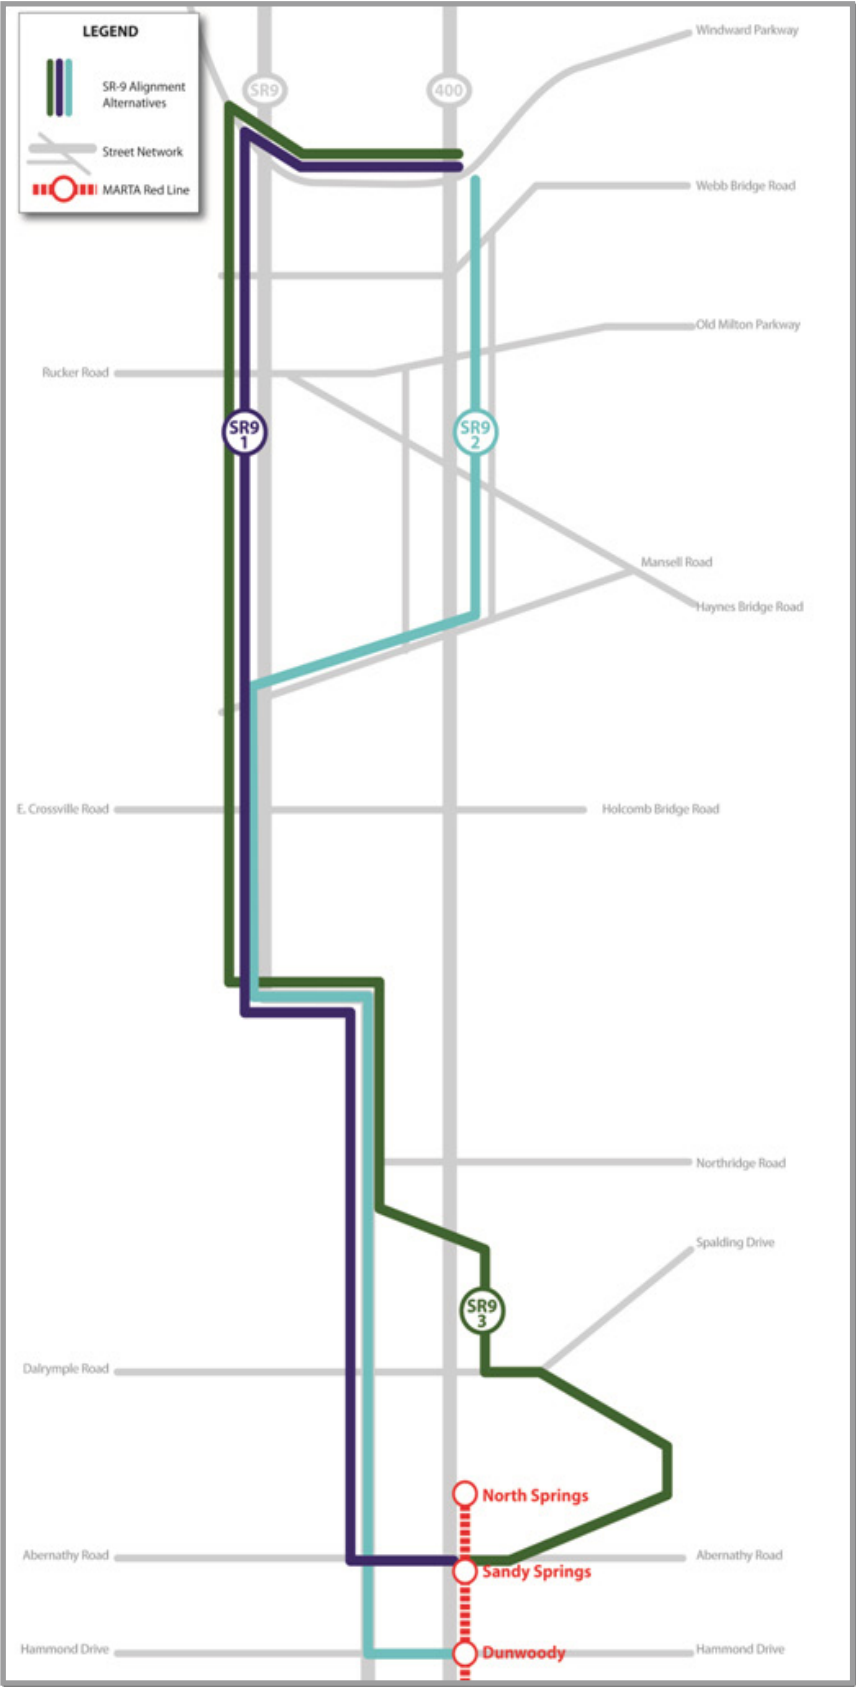 LEGEND
SR-9 Alignment
Alternatives
Street Network
MARTA Red Line
SR9
400
Windward Parkway
Webb Bridge Road
Old Milton Parkway
Rucker Road
SR9
1
SR9
2
Mansell Road
Haynes Bridge Road
E. Crossville Road
Holcomb Bridge Road
Northridge Road
Spalding Drive
SR9
3
Dalrymple Road
North Springs
Abernathy Road
Abernathy Road
Sandy Springs
Hammond Drive
Dunwoody
Hammond Drive